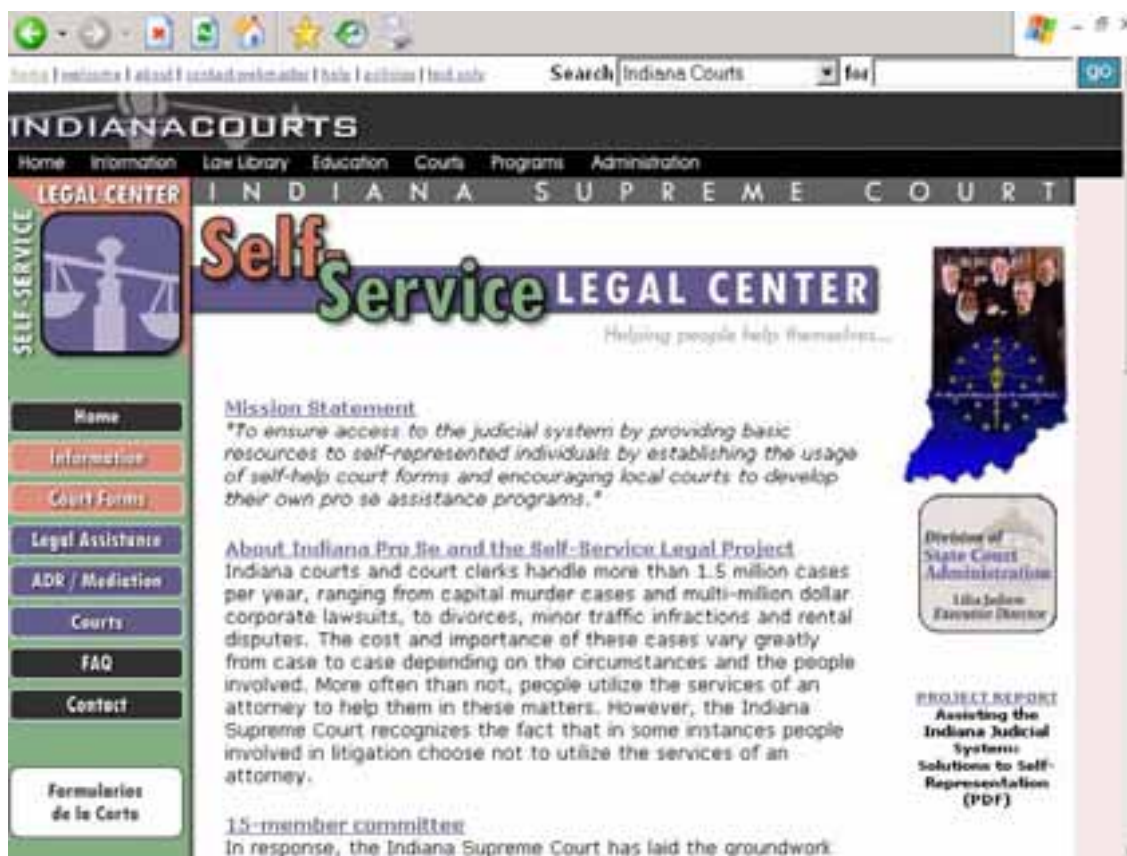 home | welcome | about | contact webmaster | help | policies | text only
Search Indiana Courts for go
INDIANACOURTS
Home Information Law Library Education Courts Programs Administration
LEGAL CENTER
INDIANA SUPREME COURT
SELF-SERVICE
Self-
Service LEGAL CENTER
Helping people help themselves...
Home
Information
Court Forms
Legal Assistance
ADR / Mediation
Courts
FAQ
Contact
Formularios
de la Corte
Mission Statement
"To ensure access to the judicial system by providing basic
resources to self-represented individuals by establishing the usage
of self-help court forms and encouraging local courts to develop
their own pro se assistance programs."
About Indiana Pro Se and the Self-Service Legal Project
Indiana courts and court clerks handle more than 1.5 million cases
per year, ranging from capital murder cases and multi-million dollar
corporate lawsuits, to divorces, minor traffic infractions and rental
disputes. The cost and importance of these cases vary greatly
from case to case depending on the circumstances and the people
involved. More often than not, people utilize the services of an
attorney to help them in these matters. However, the Indiana
Supreme Court recognizes the fact that in some instances people
involved in litigation choose not to utilize the services of an
attorney.
15-member committee
In response, the Indiana Supreme Court has laid the groundwork
Division of
State Court
Administration
Lilia Judson
Executive Director
PROJECT REPORT
Assisting the
Indiana Judicial
System:
Solutions to Self-
Representation
(PDF)